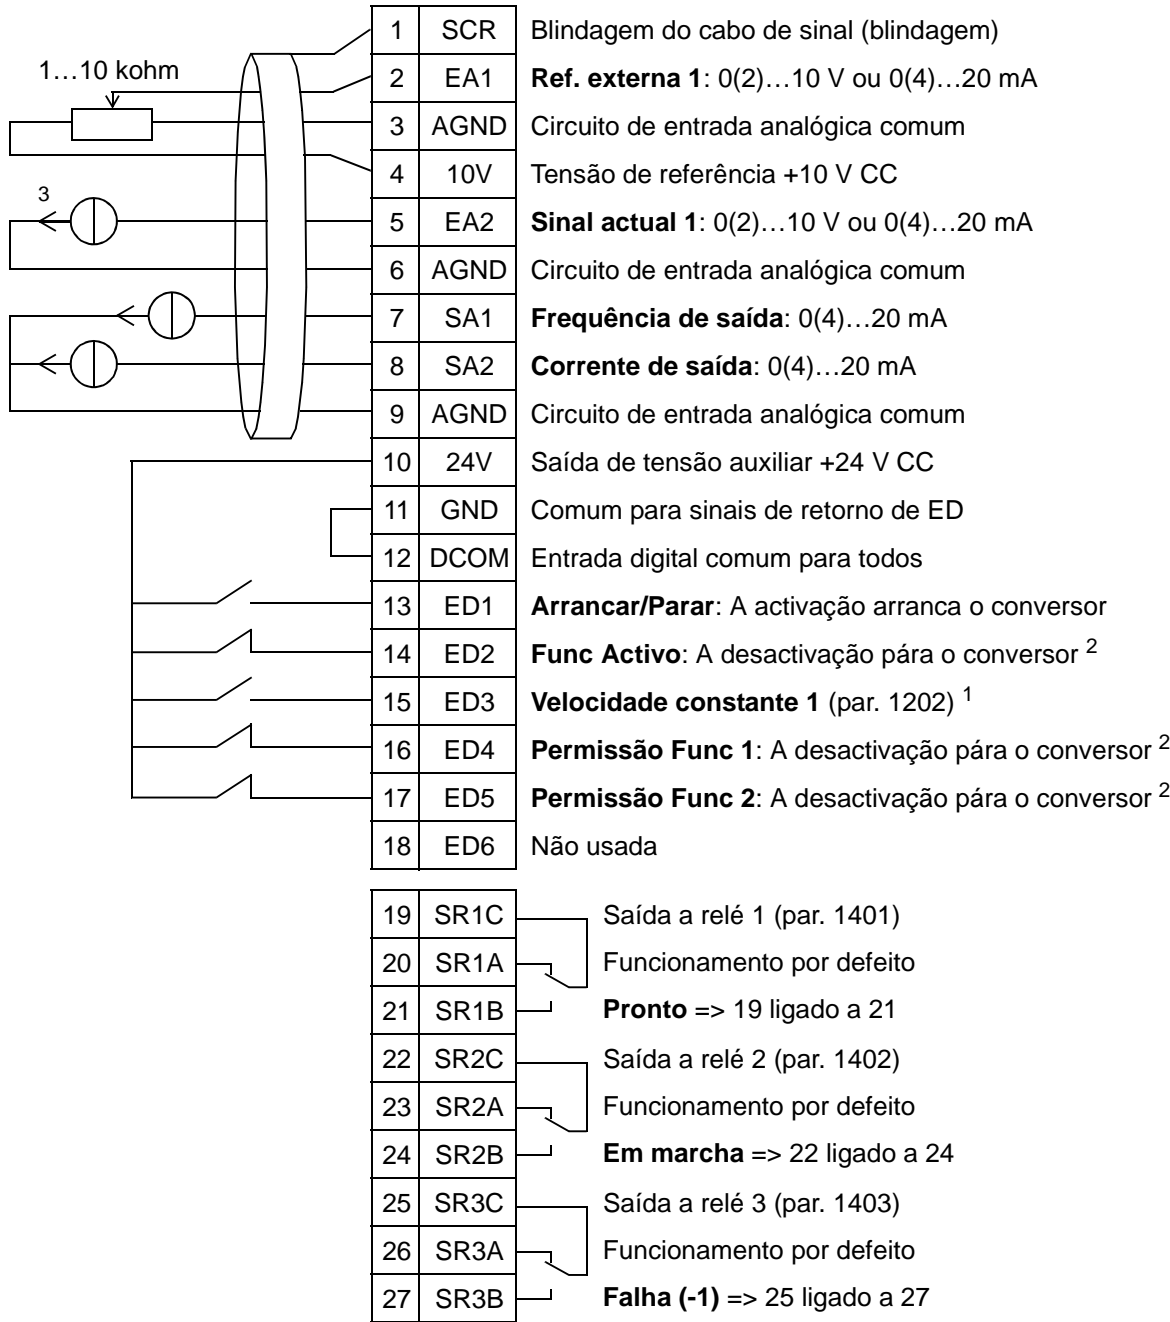 1 SCR Blindagem do cabo de sinal (blindagem)
1…10 kohm
2 EA1 Ref. externa 1: 0(2)…10 V ou 0(4)…20 mA
3 AGND Circuito de entrada analógica comum
4 10V Tensão de referência +10 V CC
3
5 EA2 Sinal actual 1: 0(2)…10 V ou 0(4)…20 mA
6 AGND Circuito de entrada analógica comum
7 SA1 Frequência de saída: 0(4)…20 mA
8 SA2 Corrente de saída: 0(4)…20 mA
9 AGND Circuito de entrada analógica comum
10 24V Saída de tensão auxiliar +24 V CC
11 GND Comum para sinais de retorno de ED
12 DCOM Entrada digital comum para todos
13 ED1 Arrancar/Parar: A activação arranca o conversor
14 ED2 Func Activo: A desactivação pára o conversor 2
15 ED3 Velocidade constante 1 (par. 1202) 1
16 ED4 Permissão Func 1: A desactivação pára o conversor 2
17 ED5 Permissão Func 2: A desactivação pára o conversor 2
18 ED6 Não usada
19 SR1C Saída a relé 1 (par. 1401)
20 SR1A Funcionamento por defeito
21 SR1B Pronto => 19 ligado a 21
22 SR2C Saída a relé 2 (par. 1402)
23 SR2A Funcionamento por defeito
24 SR2B Em marcha => 22 ligado a 24
25 SR3C Saída a relé 3 (par. 1403)
26 SR3A Funcionamento por defeito
27 SR3B Falha (-1) => 25 ligado a 27